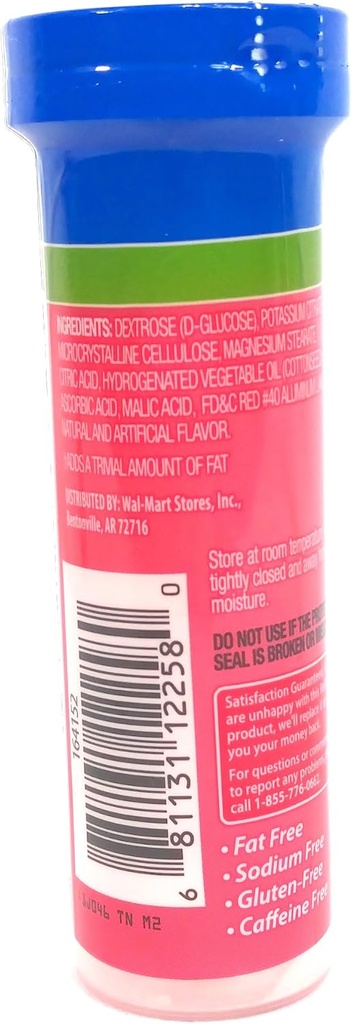 INGREDIENTS: DEXTROSE (D-GLUCOSE), POTASSIUM
MICROCRYSTALLINE CELLULOSE, MAGNESIUM STEARATE,
CITRIC ACID, HYDROGENATED VEGETABLE OIL (COTTONSEED
ASCORBIC ACID, MALIC ACID, FD&C RED #40 ALUMINUM
NATURAL AND ARTIFICIAL FLAVOR.
†ADDS A TRIVIAL AMOUNT OF FAT
DISTRIBUTED BY: Wal-Mart Stores, Inc.,
Bentonville, AR 72716
Store at room temperature
tightly closed and away
moisture.
DO NOT USE IF THE
SEAL IS BROKEN OR
Satisfaction Guaranteed
are unhappy with this
product, we'll replace
you your money back.
For questions or
to report any problems,
call 1-855-776-0662.
• Fat Free
• Sodium Free
• Gluten-Free
• Caffeine Free
164152
6 81131 12258 0
TN M2